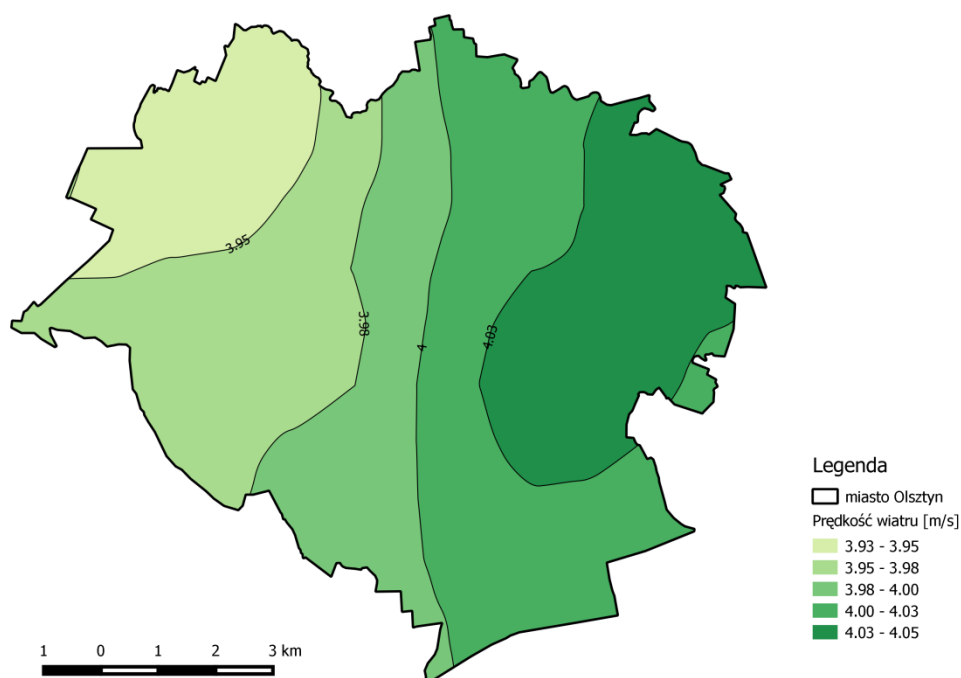 3.95
3.98
4
4.03
Legenda
miasto Olsztyn
Prędkość wiatru [m/s]
3.93 - 3.95
3.95 - 3.98
3.98 - 4.00
4.00 - 4.03
4.03 - 4.05
1 0 1 2 3 km